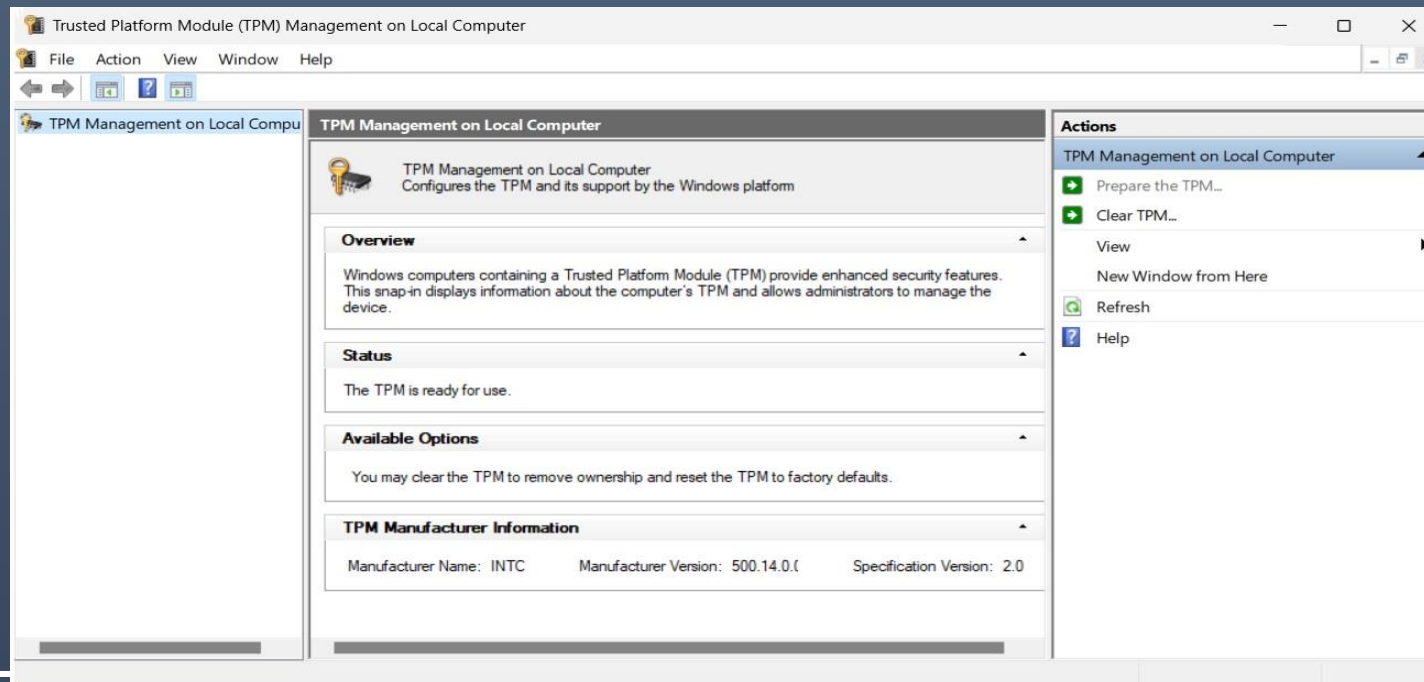 Trusted Platform Module (TPM) Management on Local Computer
File Action View Window Help
TPM Management on Local Compu
TPM Management on Local Computer
TPM Management on Local Computer
Configures the TPM and its support by the Windows platform
Overview
Windows computers containing a Trusted Platform Module (TPM) provide enhanced security features.
This snap-in displays information about the computer's TPM and allows administrators to manage the
device.
Status
The TPM is ready for use.
Available Options
You may clear the TPM to remove ownership and reset the TPM to factory defaults.
TPM Manufacturer Information
Manufacturer Name: INTC Manufacturer Version: 500.14.0.( Specification Version: 2.0
Actions
TPM Management on Local Computer
Prepare the TPM...
Clear TPM...
View
New Window from Here
Refresh
Help